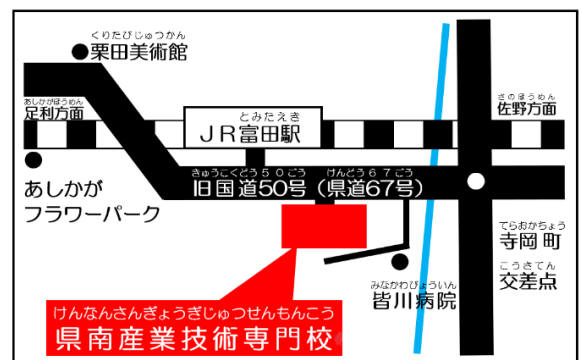 くりたびじゅつかん
栗田美術館
あしかがほうめん
足利方面
とみたえき
JR富田駅
さのほうめん
佐野方面
あしかが
フラワーパーク
きゅうこくどう50ごう けんどう67ごう
旧国道50号(県道67号)
てらおかちょう
寺岡町
こうさてん
交差点
みなかわびょういん
皆川病院
けんなんさんぎょうぎじゅつせんもんこう
県南産業技術専門校